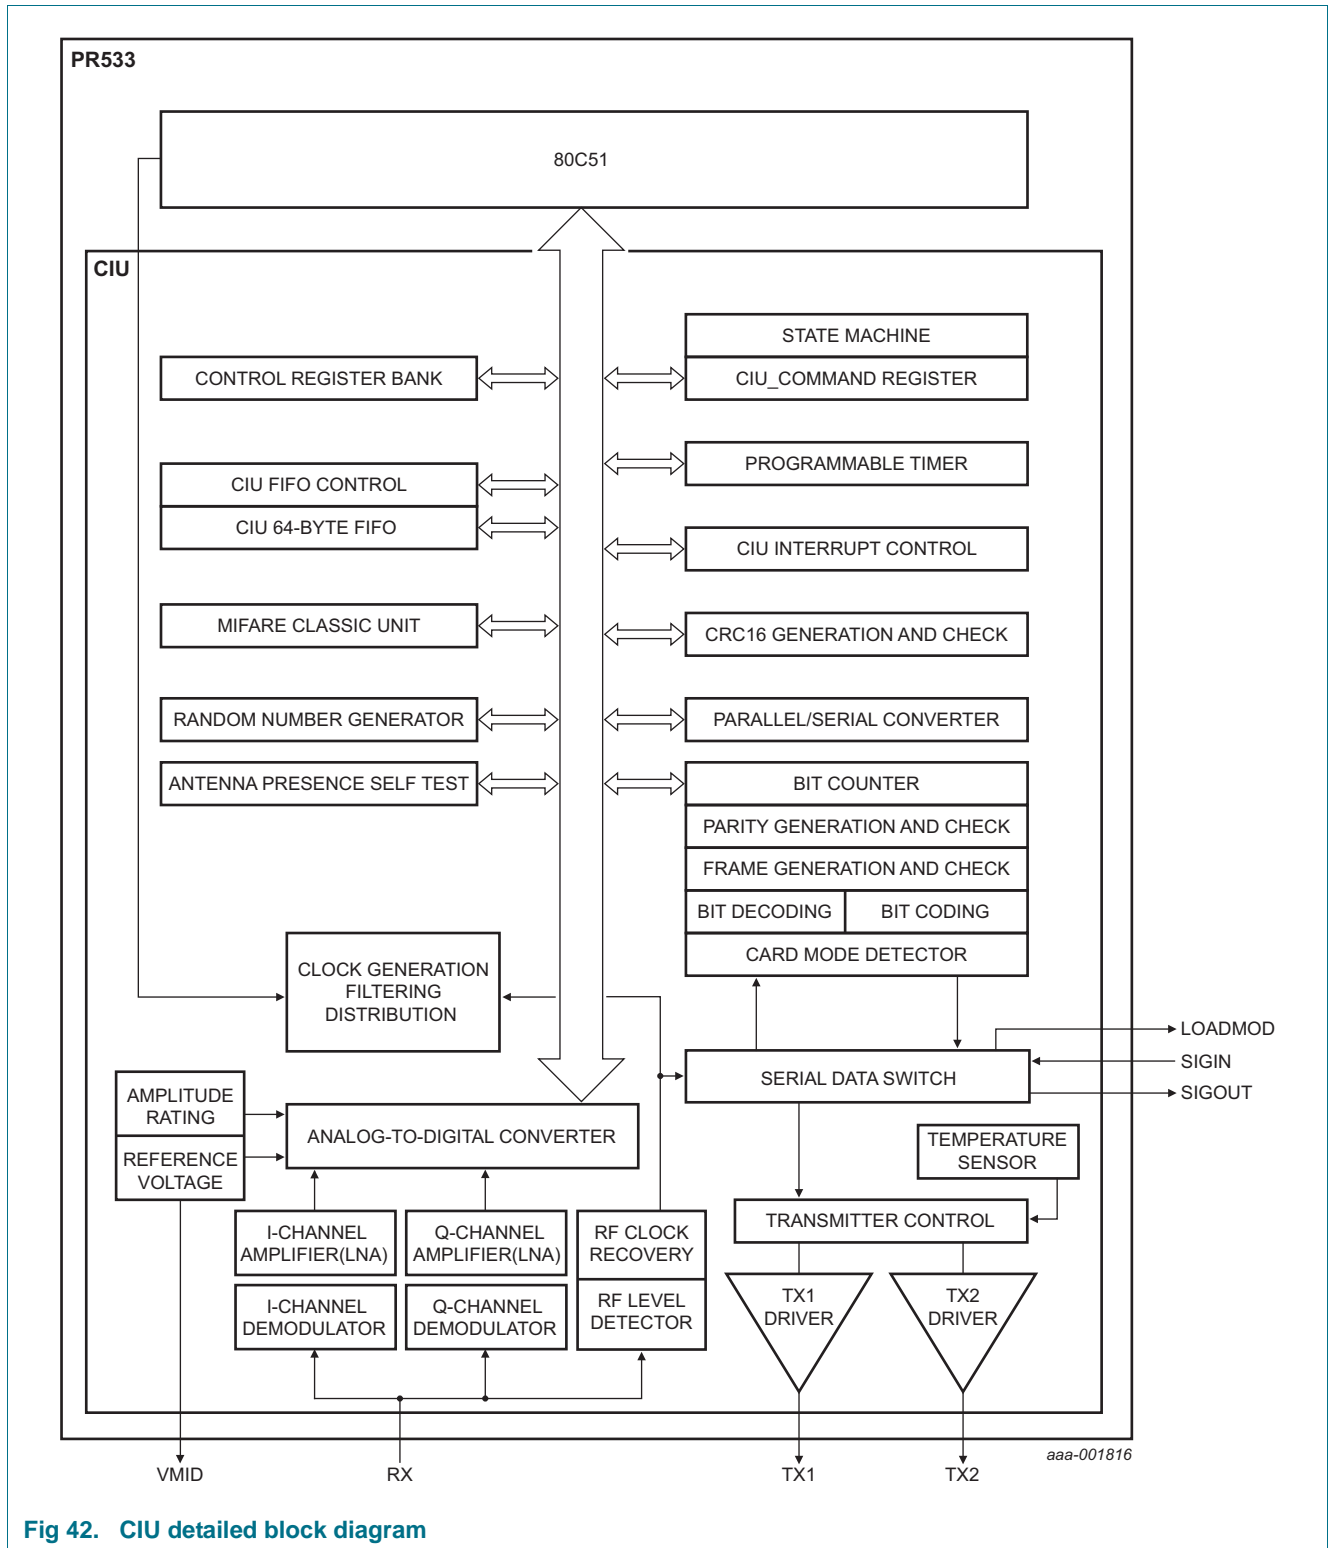 PR533
80C51
CIU
STATE MACHINE
CONTROL REGISTER BANK
CIU_COMMAND REGISTER
PROGRAMMABLE TIMER
CIU FIFO CONTROL
CIU 64-BYTE FIFO
CIU INTERRUPT CONTROL
MIFARE CLASSIC UNIT
CRC16 GENERATION AND CHECK
RANDOM NUMBER GENERATOR
PARALLEL/SERIAL CONVERTER
ANTENNA PRESENCE SELF TEST
BIT COUNTER
PARITY GENERATION AND CHECK
FRAME GENERATION AND CHECK
BIT DECODING
BIT CODING
CARD MODE DETECTOR
CLOCK GENERATION
FILTERING
DISTRIBUTION
LOADMOD
SIGIN
SIGOUT
SERIAL DATA SWITCH
AMPLITUDE
RATING
REFERENCE
VOLTAGE
ANALOG-TO-DIGITAL CONVERTER
TEMPERATURE
SENSOR
I-CHANNEL
AMPLIFIER(LNA)
Q-CHANNEL
AMPLIFIER(LNA)
RF CLOCK
RECOVERY
TRANSMITTER CONTROL
I-CHANNEL
DEMODULATOR
Q-CHANNEL
DEMODULATOR
RF LEVEL
DETECTOR
TX1
DRIVER
TX2
DRIVER
VMID
RX
TX1
TX2
aaa-001816
Fig 42. CIU detailed block diagram